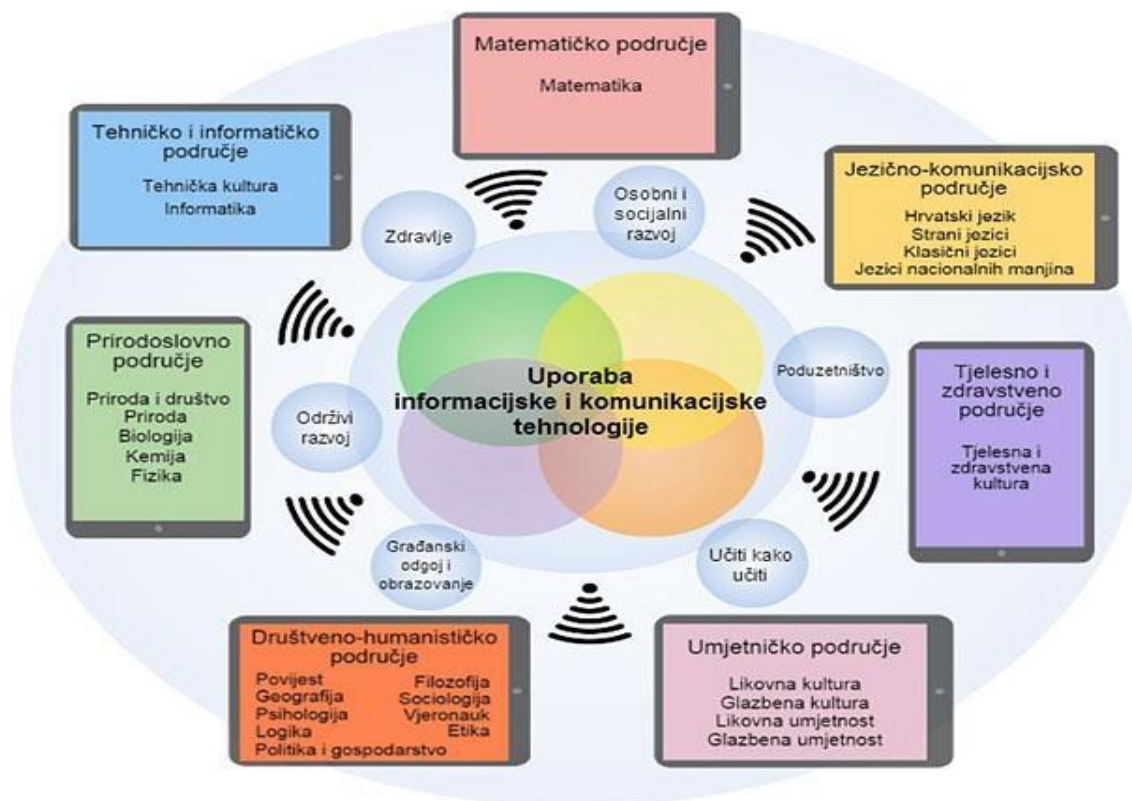 Matematičko područje
Matematika
Tehničko i informatičko
područje
Tehnička kultura
Informatika
Jezično-komunikacijsko
područje
Hrvatski jezik
Strani jezici
Klasični jezici
Jezici nacionalnih manjina
Zdravlje
Osobni i
socijalni
razvoj
Prirodoslovno
područje
Priroda i društvo
Priroda
Biologija
Kemija
Fizika
Održivi
razvoj
Uporaba
informacijske i komunikacijske
tehnologije
Poduzetništvo
Tjelesno i
zdravstveno
područje
Tjelesna i
zdravstvena
kultura
Građanski
odgoj i
obrazovanje
Učiti kako
učiti
Društveno-humanističko
područje
Povijest Filozofija
Geografija Sociologija
Psihologija Vjeronauk
Logika Etika
Politika i gospodarstvo
Umjetničko područje
Likovna kultura
Glazbena kultura
Likovna umjetnost
Glazbena umjetnost